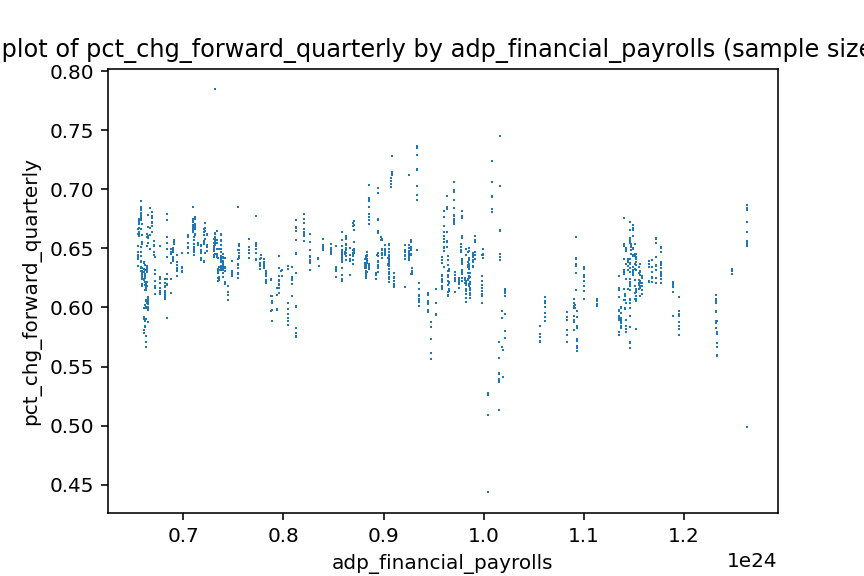 plot of pct_chg_forward_quarterly by adp_financial_payrolls (sample size
0.80
0.75
0.70
0.65
0.60
0.55
0.50
0.45
pct_chg_forward_quarterly
0.7 0.8 0.9 1.0 1.1 1.2
adp_financial_payrolls
1e24